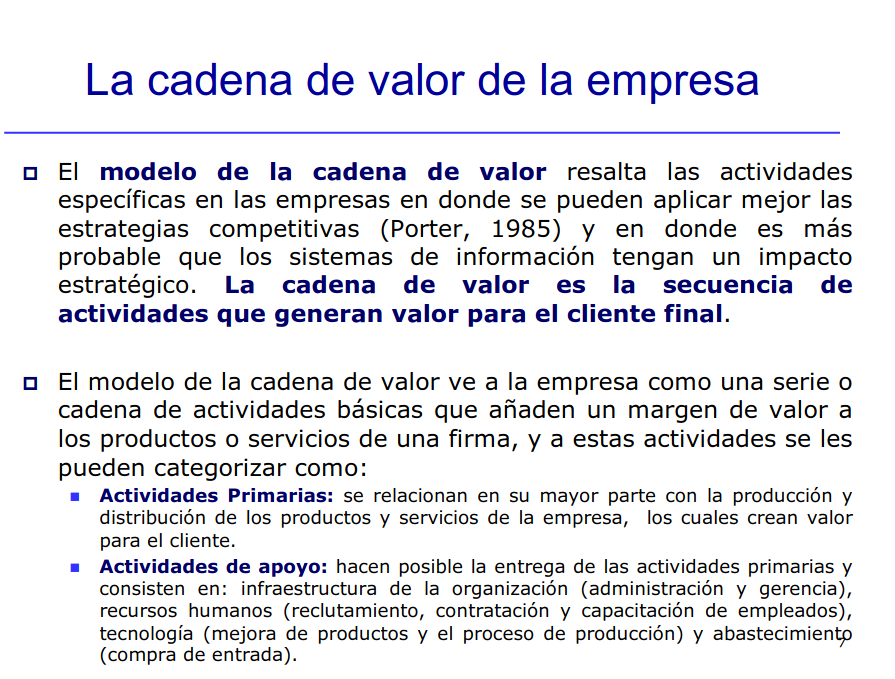 La cadena de valor de la empresa
El modelo de la cadena de valor resalta las actividades
específicas en las empresas en donde se pueden aplicar mejor las
estrategias competitivas (Porter, 1985) y en donde es más
probable que los sistemas de información tengan un impacto
estratégico. La cadena de valor es la secuencia de
actividades que generan valor para el cliente final.
El modelo de la cadena de valor ve a la empresa como una serie o
cadena de actividades básicas que añaden un margen de valor a
los productos o servicios de una firma, y a estas actividades se les
pueden categorizar como:
Actividades Primarias: se relacionan en su mayor parte con la producción y
distribución de los productos y servicios de la empresa, los cuales crean valor
para el cliente.
Actividades de apoyo: hacen posible la entrega de las actividades primarias y
consisten en: infraestructura de la organización (administración y gerencia),
recursos humanos (reclutamiento, contratación y capacitación de empleados),
tecnología (mejora de productos y el proceso de producción) y abastecimiento
(compra de entrada).
7